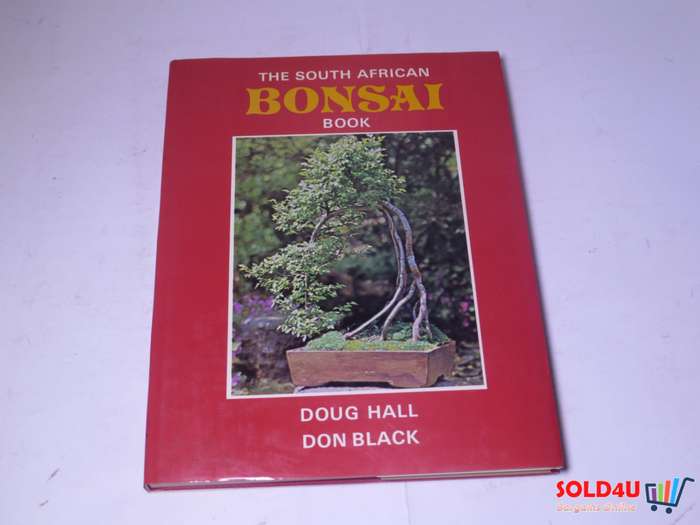 THE SOUTH AFRICAN
BONSAI
BOOK
DOUG HALL
DON BLACK
SOLD4U
Bargains Online